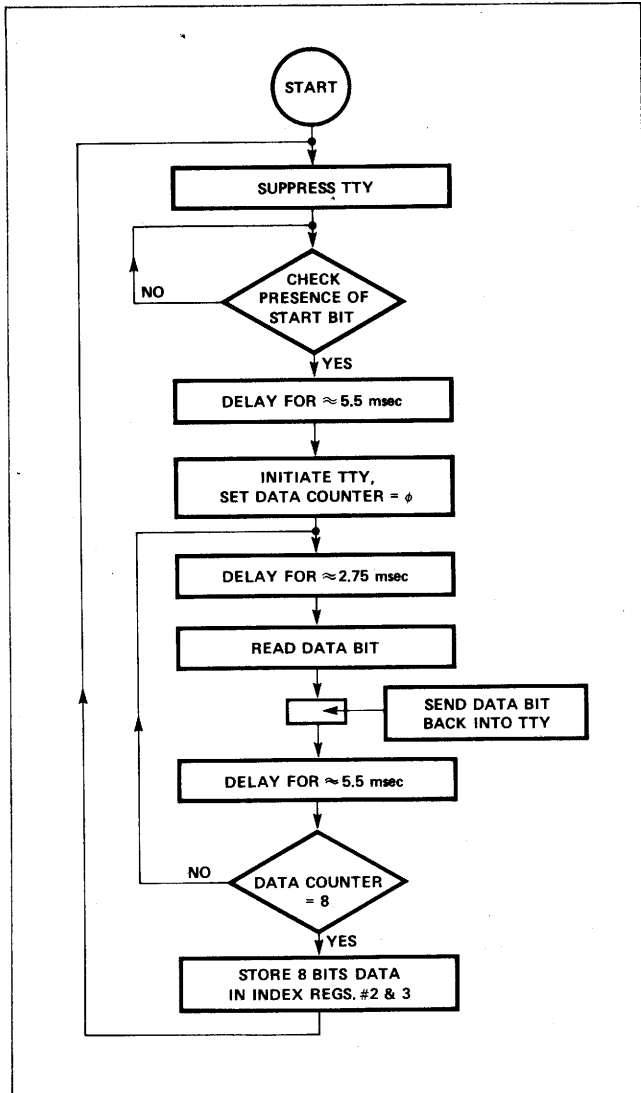 START
SUPPRESS TTY
CHECK
PRESENCE OF
START BIT
NO
YES
DELAY FOR ≈ 5.5 msec
INITIATE TTY,
SET DATA COUNTER = ϕ
DELAY FOR ≈ 2.75 msec
READ DATA BIT
SEND DATA BIT
BACK INTO TTY
DELAY FOR ≈ 5.5 msec
NO
DATA COUNTER
= 8
YES
STORE 8 BITS DATA
IN INDEX REGS. #2 & 3